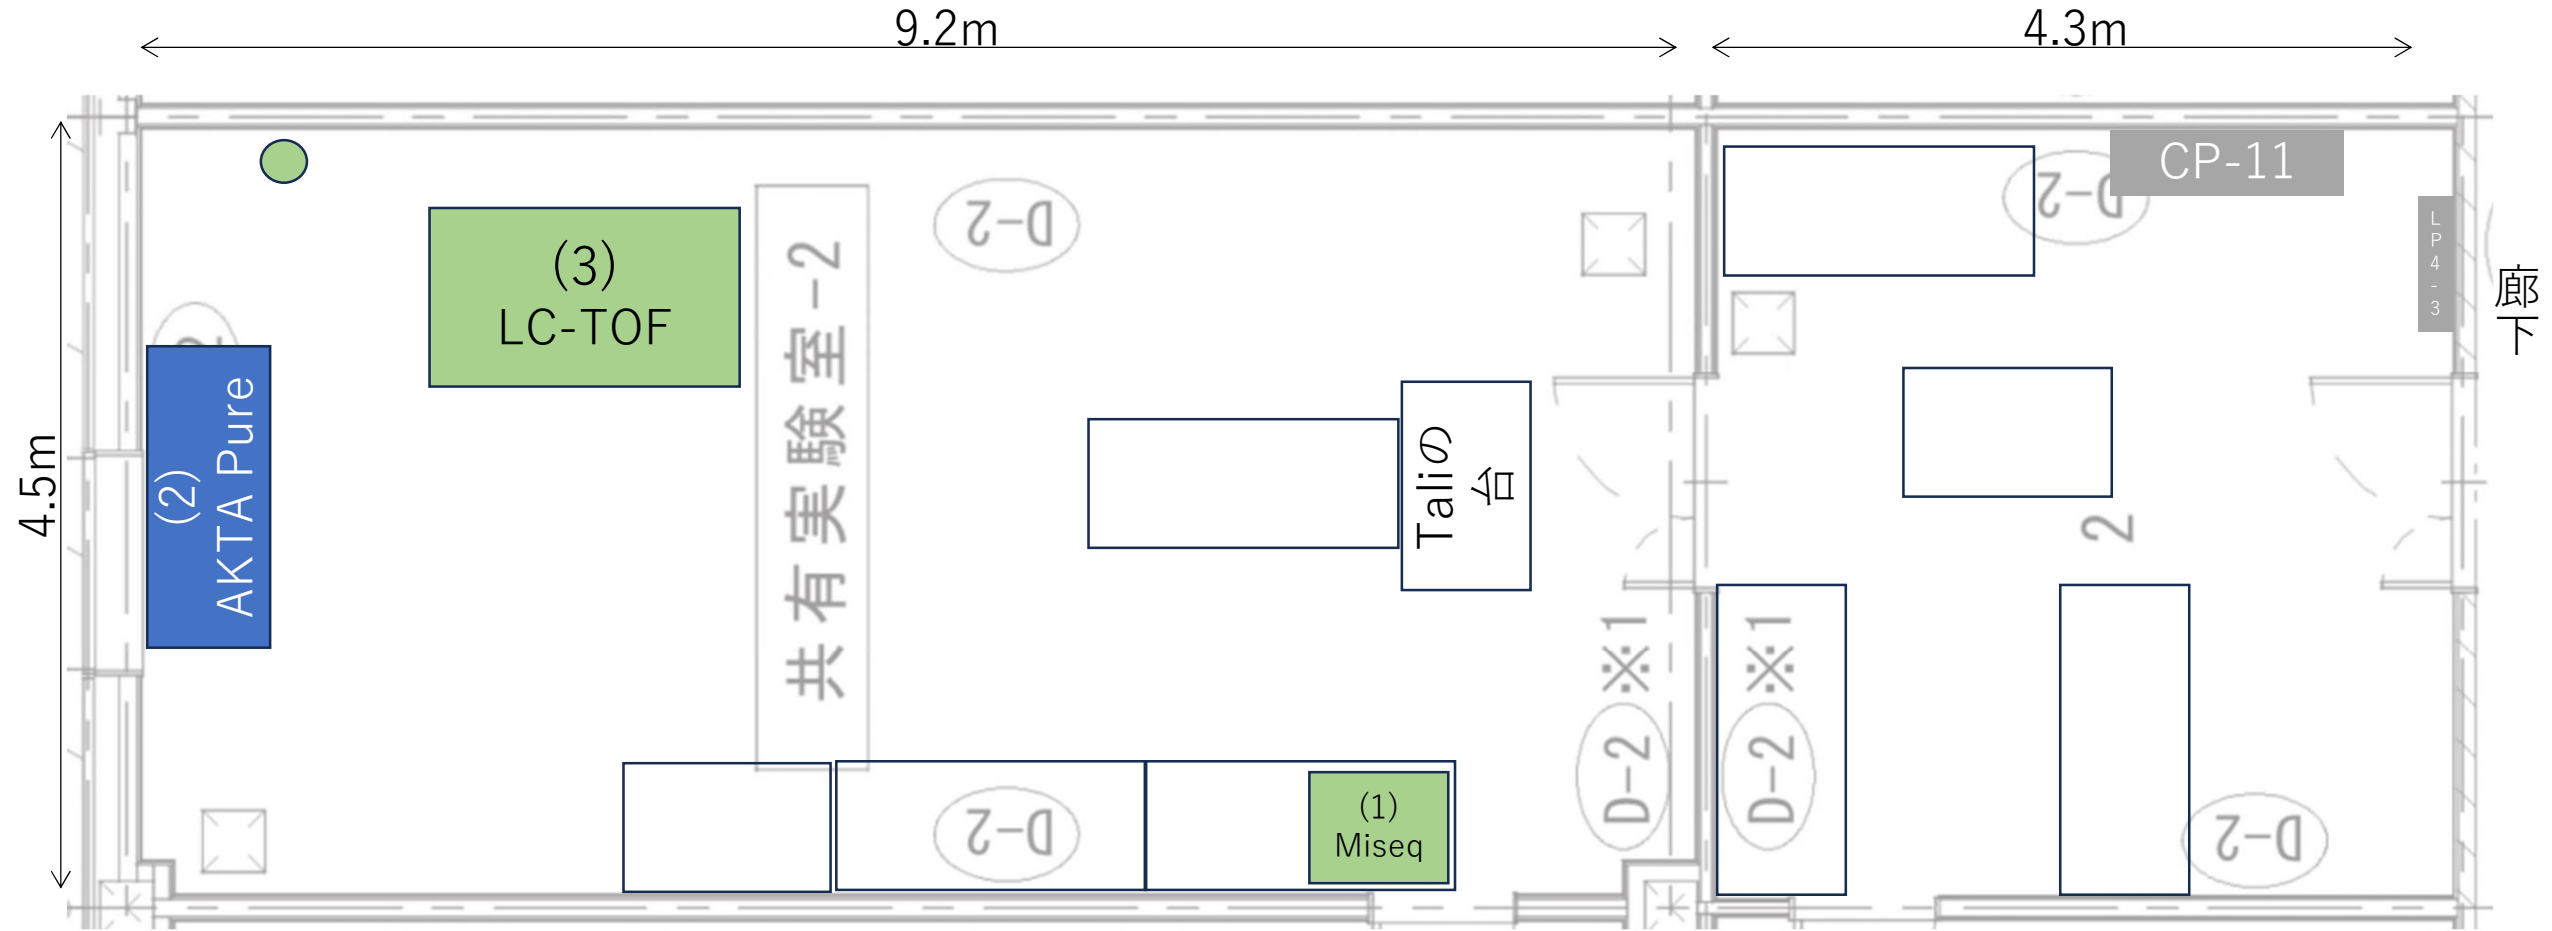 9.2m
4.3m
4.5m
(3)
LC-TOF
(2)
AKTA Pure
2
共有実験室-2
D-2
Taliの
台
D-2
(1)
Miseq
D-2 ※1
D-2 ※1
D-2
CP-11
LP4-3
廊下
2
D-2